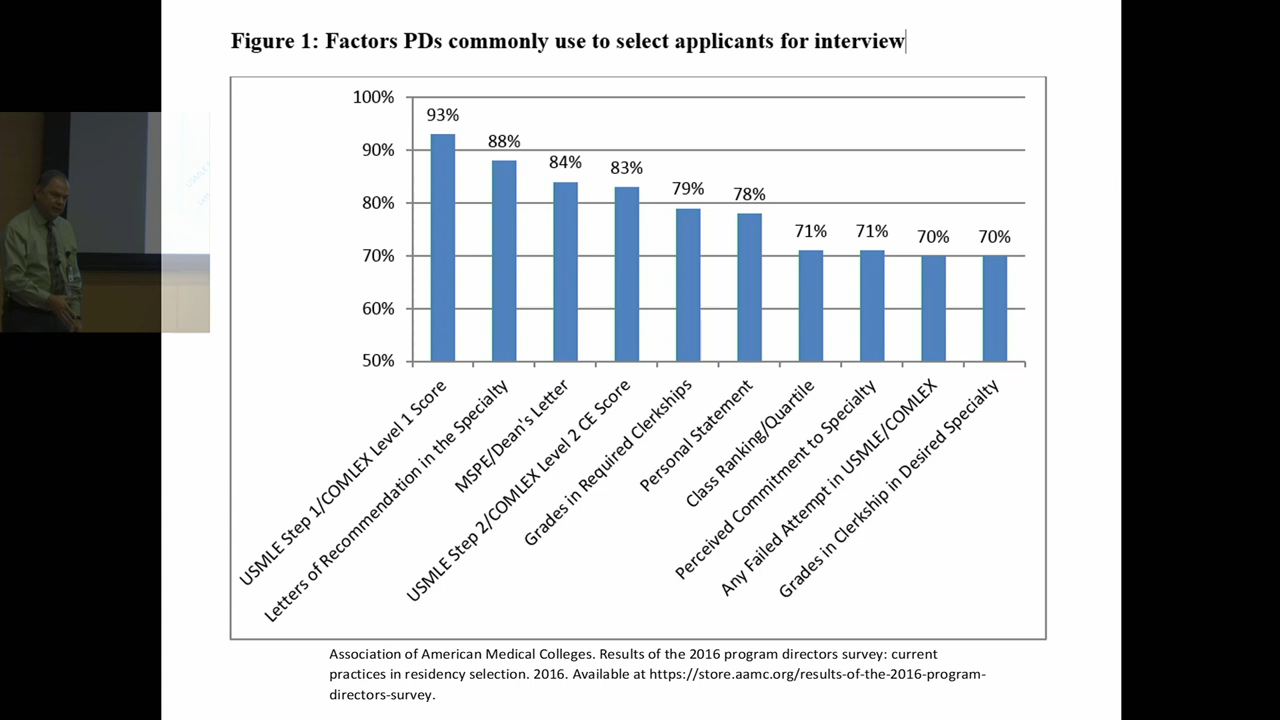 Figure 1: Factors PDs commonly use to select applicants for interview
100%
90%
80%
70%
60%
50%
93%
88%
84%
83%
79%
78%
71%
71%
70%
70%
USMLE Step 1/COMLEX Level 1 Score
Letters of Recommendation in the Specialty
MSPE/Dean's Letter
USMLE Step 2/COMLEX Level 2 CE Score
Grades in Required Clerkships
Personal Statement
Class Ranking/Quartile
Perceived Commitment to Specialty
Any Failed Attempt in USMLE/COMLEX
Grades in Clerkship in Desired Specialty
Association of American Medical Colleges. Results of the 2016 program directors survey: current
practices in residency selection. 2016. Available at https://store.aamc.org/results-of-the-2016-program-
directors-survey.